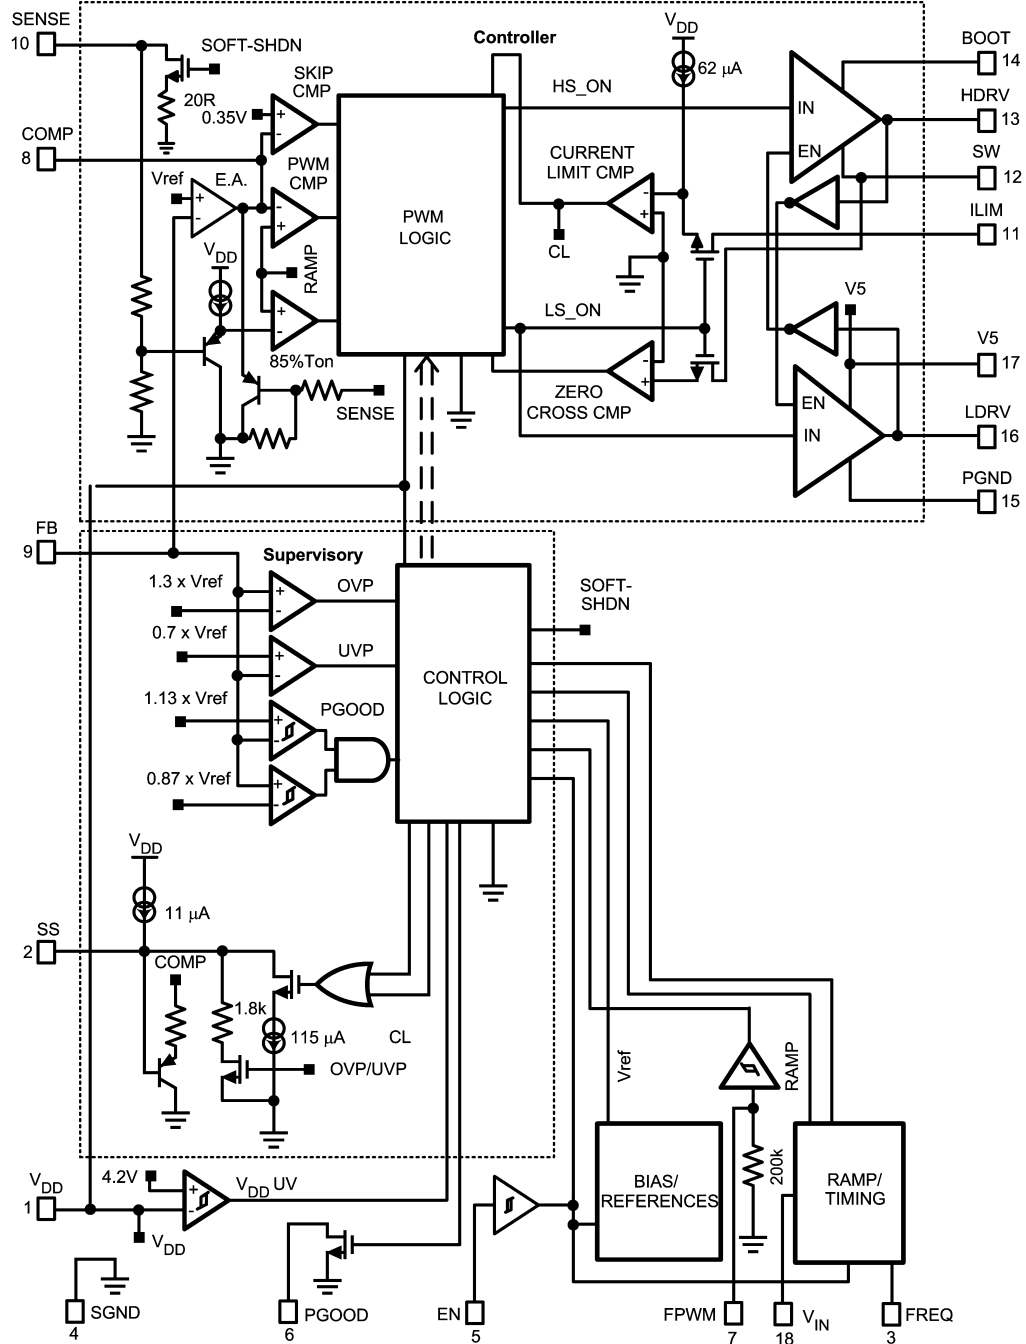 SENSE
10
SOFT-SHDN
20R
SKIP
CMP
0.35V
+
-
Controller
VDD
62 µA
HS_ON
BOOT
14
HDRV
13
IN
EN
SW
12
ILIM
11
COMP
8
Vref
E.A.
+
-
PWM
CMP
-
+
PWM
LOGIC
CURRENT
LIMIT CMP
-
+
CL
VDD
RAMP
+
-
85%Ton
SENSE
LS_ON
-
+
ZERO
CROSS CMP
V5
V5
17
EN
IN
LDRV
16
PGND
15
FB
9
Supervisory
1.3 x Vref
+
-
OVP
0.7 x Vref
+
-
UVP
1.13 x Vref
+
-
PGOOD
0.87 x Vref
+
-
CONTROL
LOGIC
SOFT-
SHDN
VDD
11 µA
SS
2
COMP
1.8k
115 µA
CL
OVP/UVP
Vref
RAMP
200k
BIAS/
REFERENCES
RAMP/
TIMING
VDD
1
4.2V
+
-
VDD UV
VDD
SGND
4
PGOOD
6
EN
5
FPWM
7
VIN
18
FREQ
3